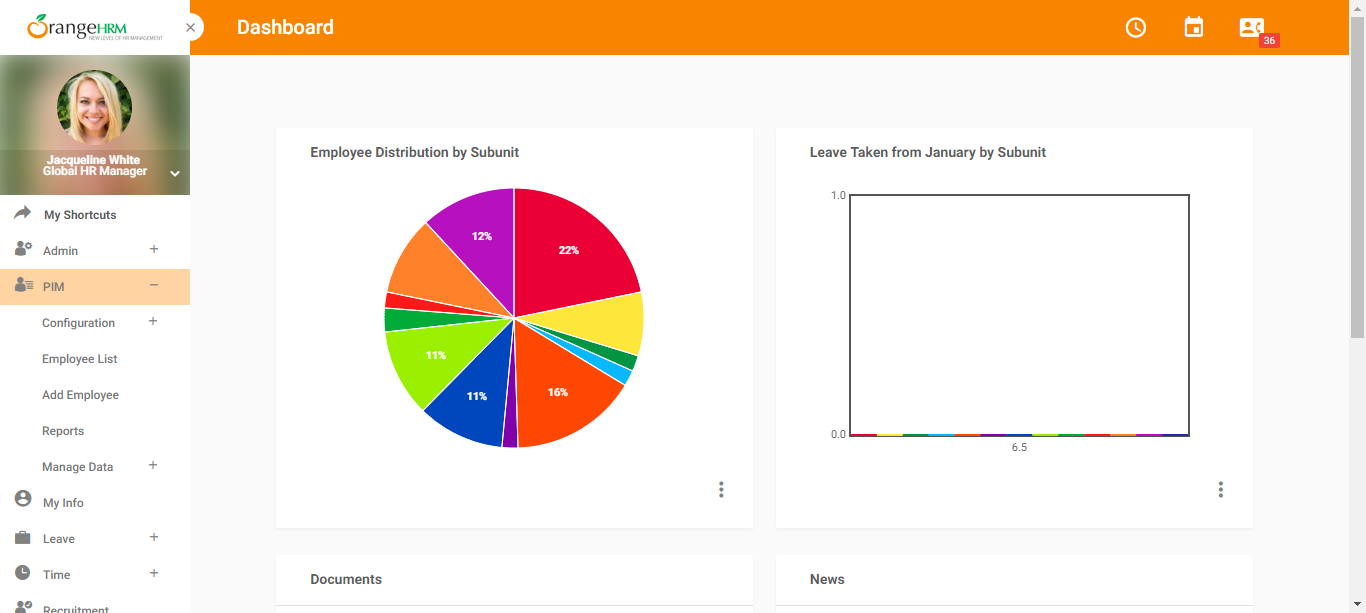 OrangeHRM
NEW LEVEL OF HR MANAGEMENT
Dashboard
36
Jacqueline White
Global HR Manager
My Shortcuts
Admin +
PIM −
Configuration +
Employee List
Add Employee
Reports
Manage Data +
My Info
Leave +
Time +
Recruitment
Employee Distribution by Subunit
12%
22%
11%
11%
16%
Leave Taken from January by Subunit
1.0
0.0
6.5
Documents
News